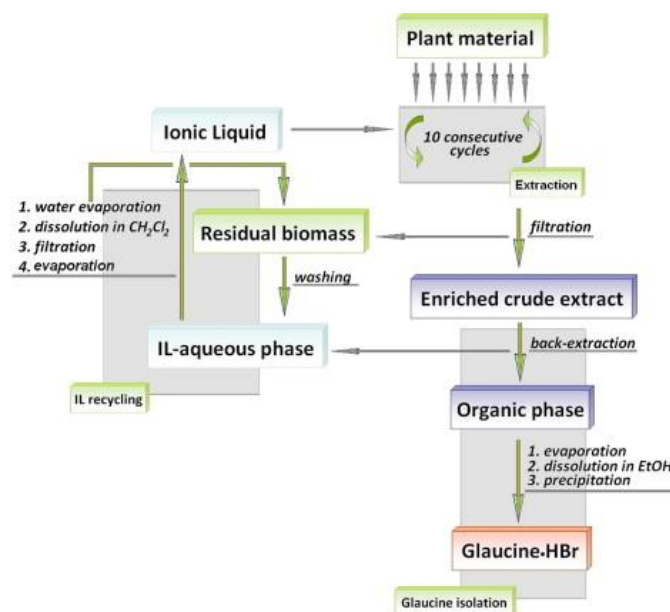 Plant material
Ionic Liquid
10 consecutive
cycles
Extraction
1. water evaporation
2. dissolution in CH₂Cl₂
3. filtration
4. evaporation
Residual biomass
filtration
washing
Enriched crude extract
IL-aqueous phase
back-extraction
IL recycling
Organic phase
1. evaporation
2. dissolution in EtOH
3. precipitation
Glaucine•HBr
Glaucine isolation